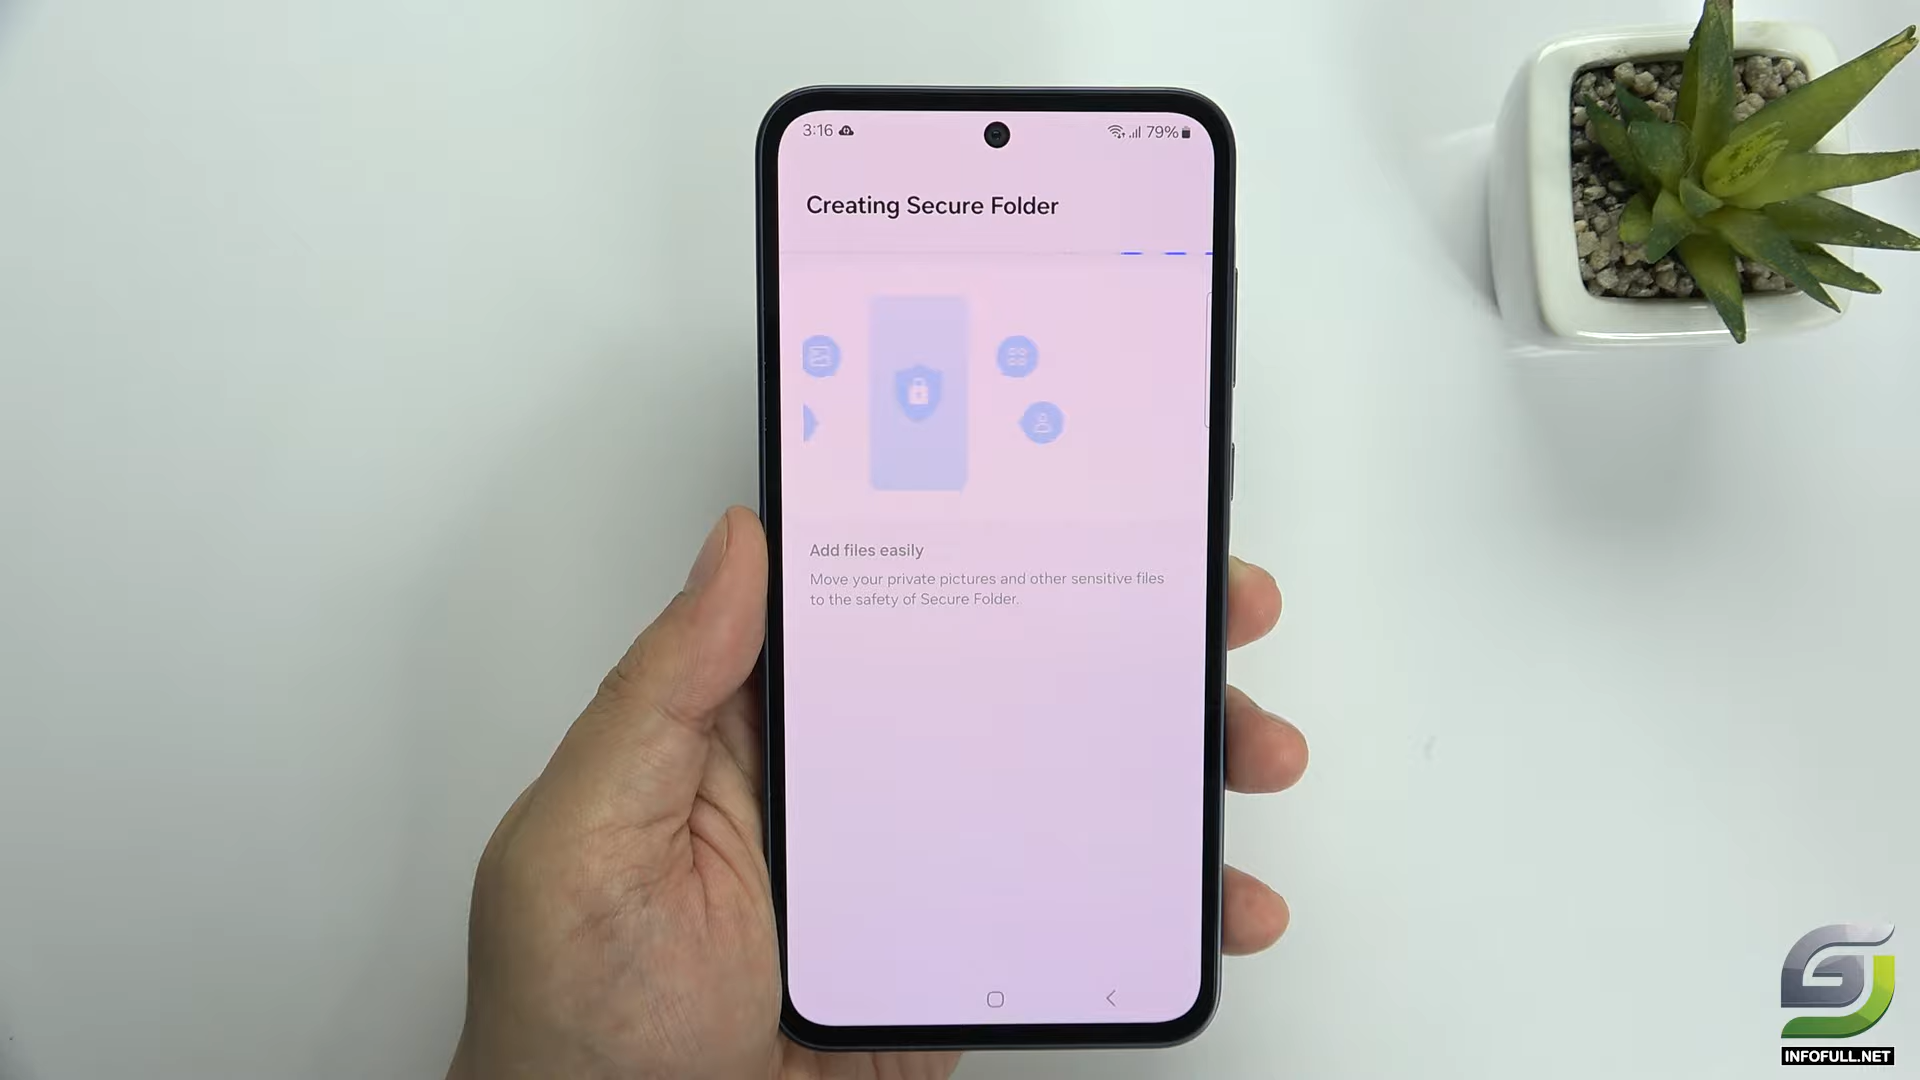 3:16
79%
Creating Secure Folder
Add files easily
Move your private pictures and other sensitive files
to the safety of Secure Folder.
INFOFULL.NET